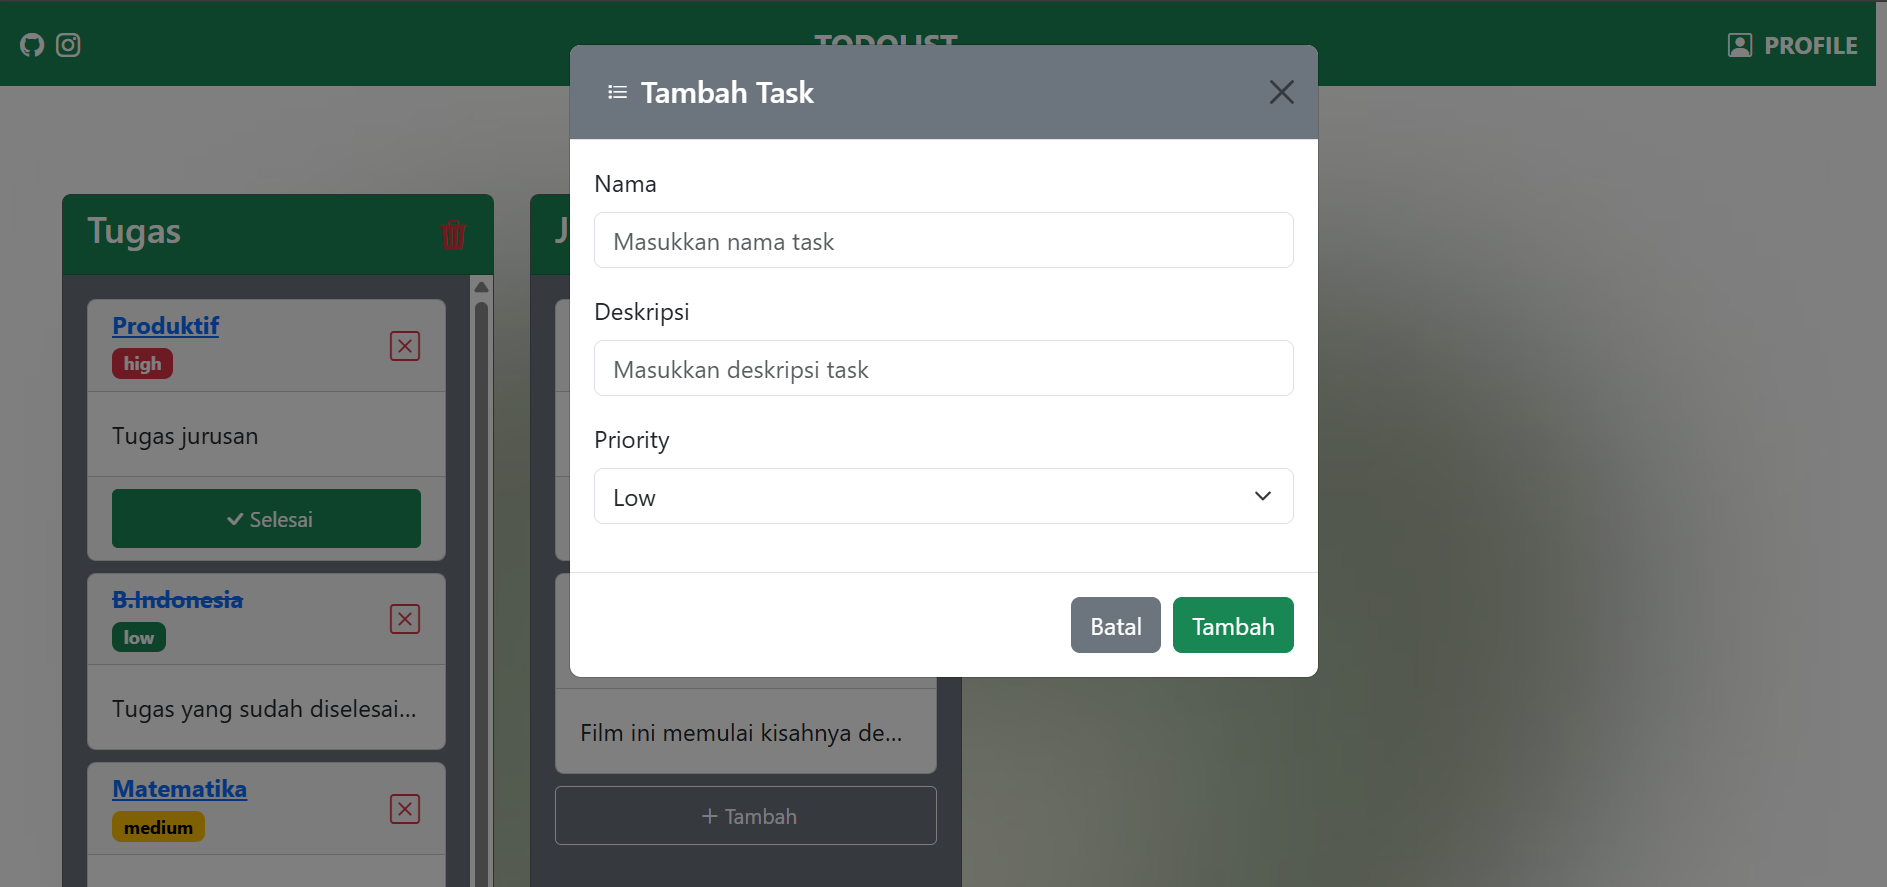 TODOLIST
PROFILE
Tambah Task
Nama
Masukkan nama task
Deskripsi
Masukkan deskripsi task
Priority
Low
Batal
Tambah
Tugas
Produktif
high
Tugas jurusan
Selesai
B.Indonesia
low
Tugas yang sudah diselesai...
Matematika
medium
J
Film ini memulai kisahnya de...
+ Tambah